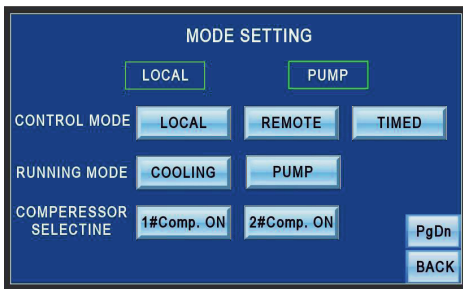 MODE SETTING
LOCAL PUMP
CONTROL MODE LOCAL REMOTE TIMED
RUNNING MODE COOLING PUMP
COMPERESSOR
SELECTINE 1#Comp. ON 2#Comp. ON
PgDn
BACK